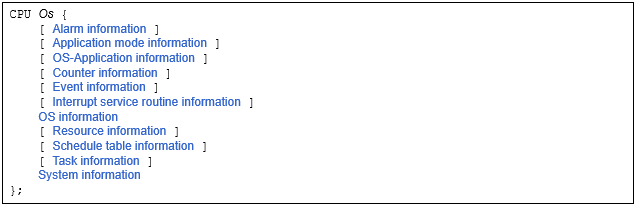 CPU Os {
[ Alarm information ]
[ Application mode information ]
[ OS-Application information ]
[ Counter information ]
[ Event information ]
[ Interrupt service routine information ]
OS information
[ Resource information ]
[ Schedule table information ]
[ Task information ]
System information
};